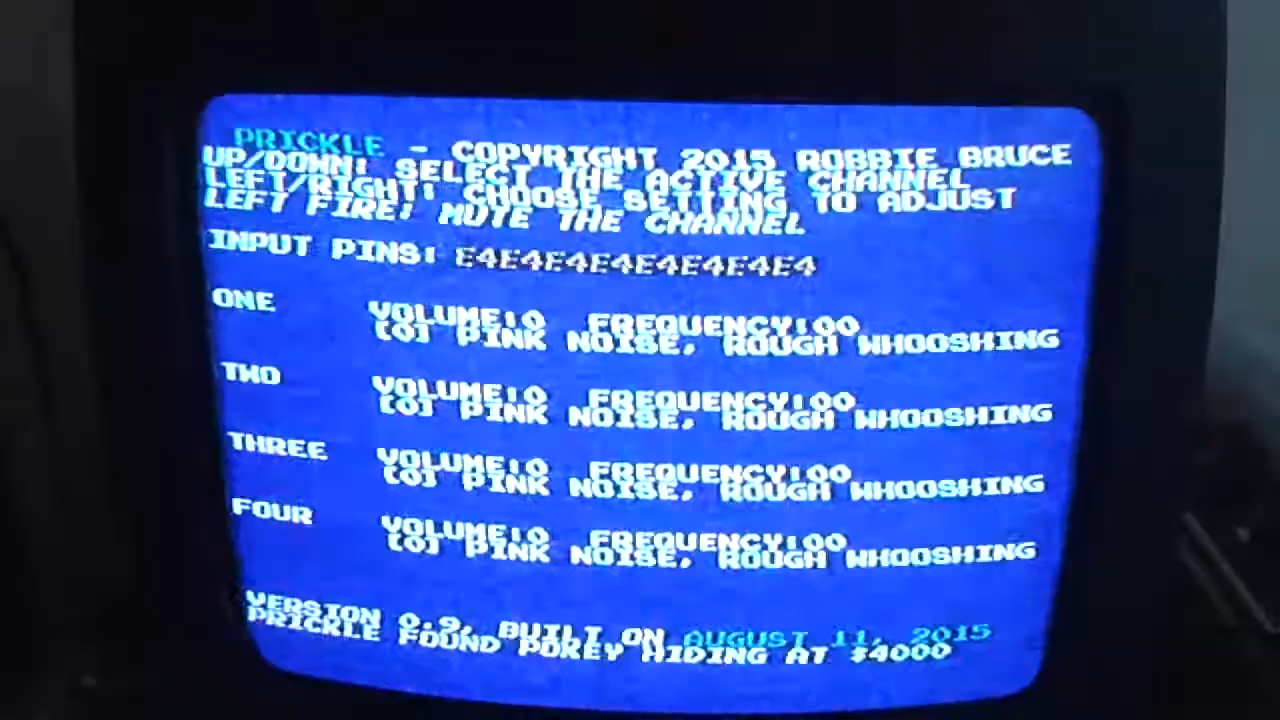 PRICKLE - COPYRIGHT 2015 ROBBIE BRUCE
UP/DOWN: SELECT THE ACTIVE CHANNEL
LEFT/RIGHT: CHOOSE SETTING TO ADJUST
LEFT FIRE: MUTE THE CHANNEL
INPUT PINS: E4E4E4E4E4E4E4E4
ONE
VOLUME:0 FREQUENCY:00
[0] PINK NOISE, ROUGH WHOOSHING
TWO
VOLUME:0 FREQUENCY:00
[0] PINK NOISE, ROUGH WHOOSHING
THREE
VOLUME:0 FREQUENCY:00
[0] PINK NOISE, ROUGH WHOOSHING
FOUR
VOLUME:0 FREQUENCY:00
[0] PINK NOISE, ROUGH WHOOSHING
VERSION 0.9, BUILT ON AUGUST 11, 2015
PRICKLE FOUND POKEY HIDING AT $4000